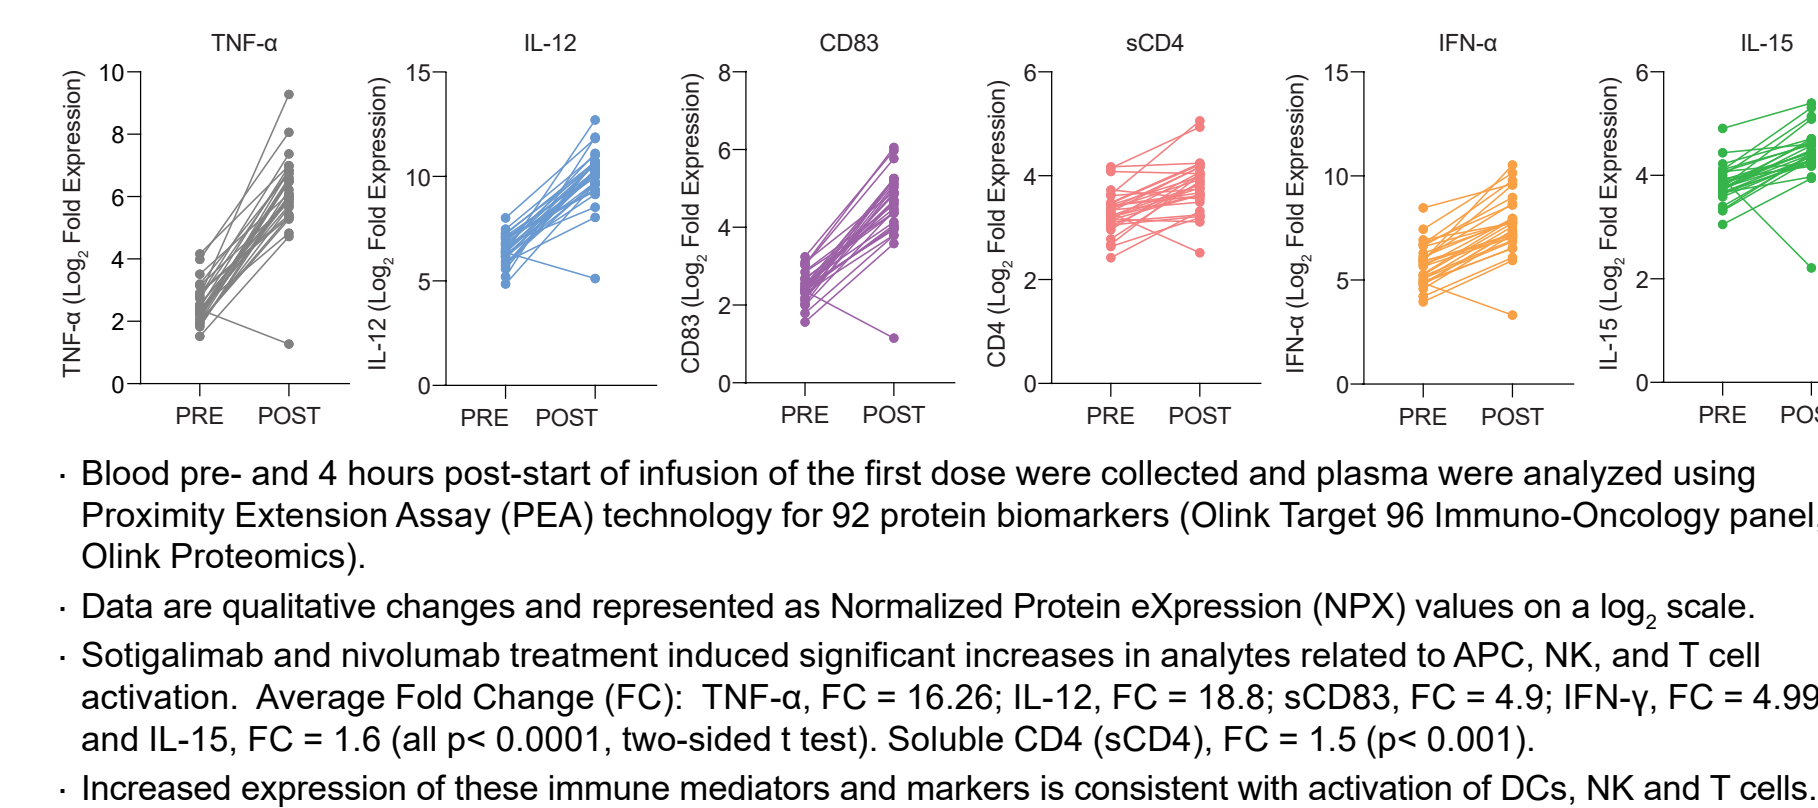 TNF-α IL-12 CD83 sCD4 IFN-α IL-15
TNF-α (Log2 Fold Expression)
10
8
6
4
2
0
PRE POST
IL-12 (Log2 Fold Expression)
15
10
5
0
PRE POST
CD83 (Log2 Fold Expression)
8
6
4
2
0
PRE POST
CD4 (Log2 Fold Expression)
6
4
2
0
PRE POST
IFN-α (Log2 Fold Expression)
15
10
5
0
PRE POST
IL-15 (Log2 Fold Expression)
6
4
2
0
PRE POS
· Blood pre- and 4 hours post-start of infusion of the first dose were collected and plasma were analyzed using
Proximity Extension Assay (PEA) technology for 92 protein biomarkers (Olink Target 96 Immuno-Oncology panel,
Olink Proteomics).
· Data are qualitative changes and represented as Normalized Protein eXpression (NPX) values on a log2 scale.
· Sotigalimab and nivolumab treatment induced significant increases in analytes related to APC, NK, and T cell
activation. Average Fold Change (FC): TNF-α, FC = 16.26; IL-12, FC = 18.8; sCD83, FC = 4.9; IFN-γ, FC = 4.99
and IL-15, FC = 1.6 (all p< 0.0001, two-sided t test). Soluble CD4 (sCD4), FC = 1.5 (p< 0.001).
· Increased expression of these immune mediators and markers is consistent with activation of DCs, NK and T cells.